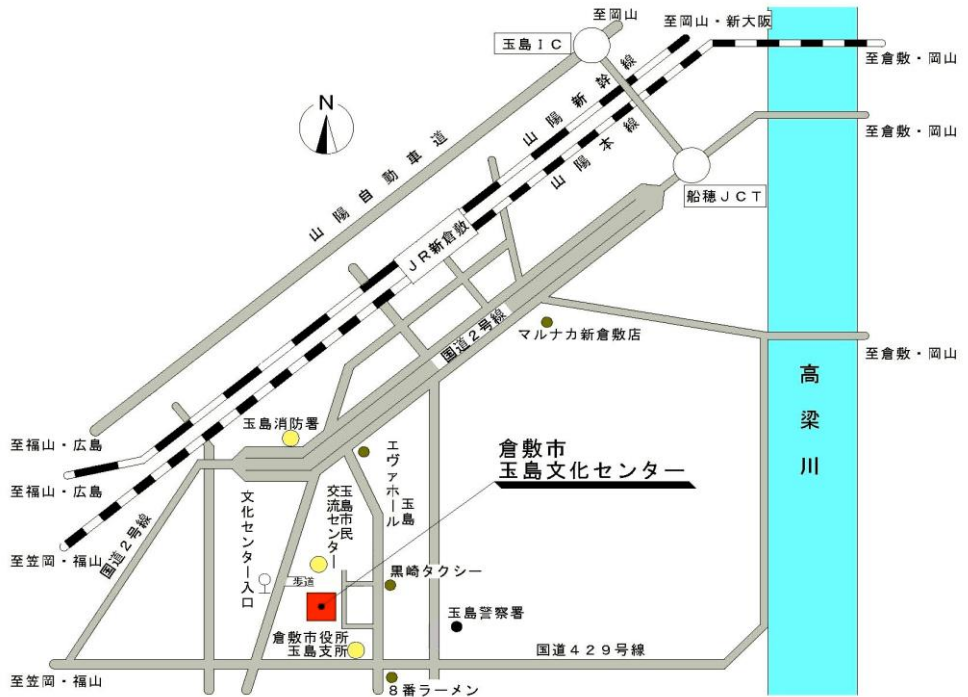 至岡山
至岡山・新大阪
玉島IC
至倉敷・岡山
N
山陽新幹線
山陽本線
至倉敷・岡山
山陽自動車道
船穂JCT
JR新倉敷
国道2号線
マルナカ新倉敷店
至倉敷・岡山
高梁川
玉島消防署
至福山・広島
エヴァホール
玉島
倉敷市
玉島文化センター
至福山・広島
文化センター入口
玉島市民
交流センター
国道2号線
至笠岡・福山
歩道
黒崎タクシー
玉島警察署
倉敷市役所
玉島支所
国道429号線
至笠岡・福山
8番ラーメン